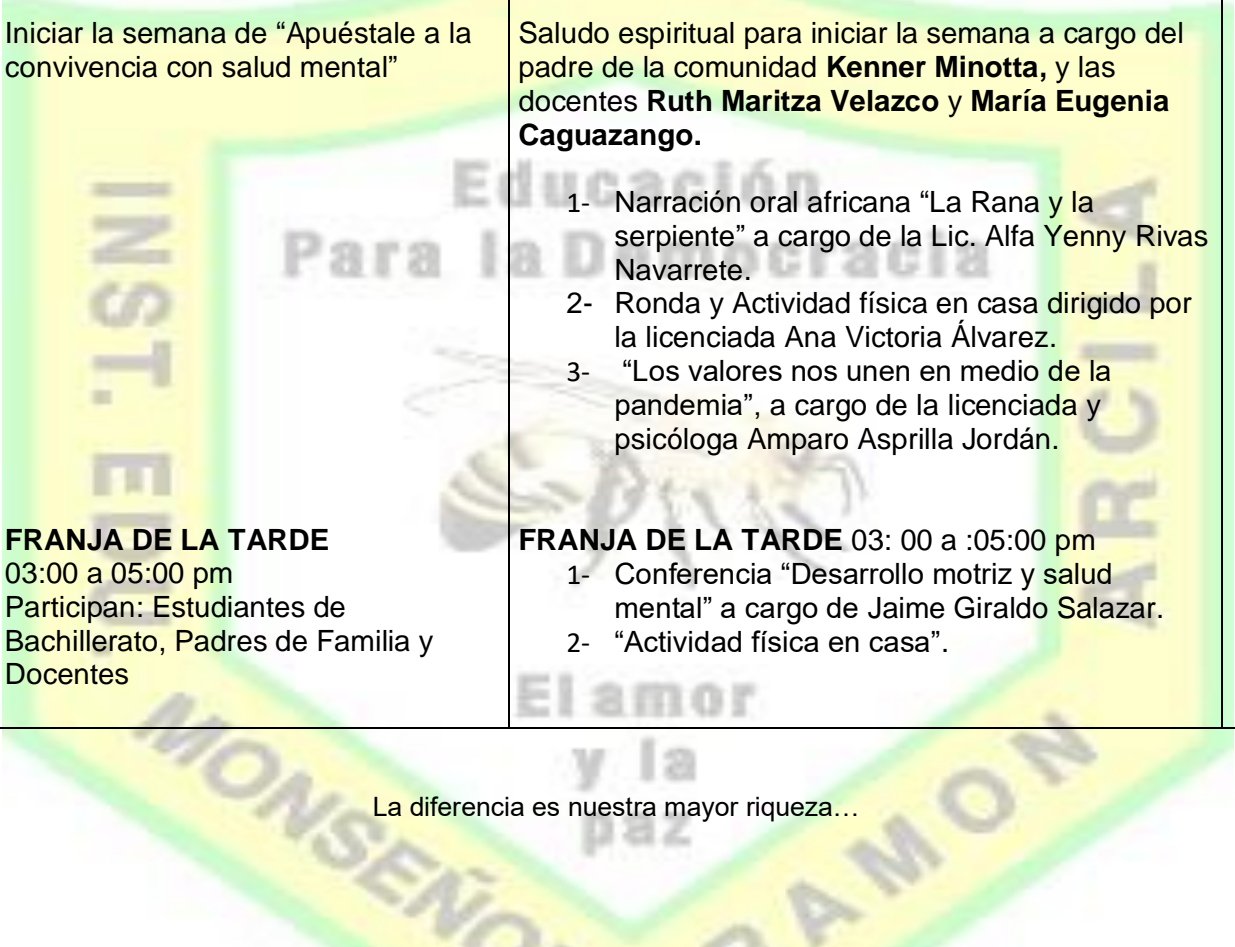 Iniciar la semana de “Apuéstale a la
convivencia con salud mental”
Saludo espiritual para iniciar la semana a cargo del
padre de la comunidad Kenner Minotta, y las
docentes Ruth Maritza Velazco y María Eugenia
Caguazango.
1- Narración oral africana “La Rana y la
serpiente” a cargo de la Lic. Alfa Yenny Rivas
Navarrete.
2- Ronda y Actividad física en casa dirigido por
la licenciada Ana Victoria Álvarez.
3- “Los valores nos unen en medio de la
pandemia”, a cargo de la licenciada y
psicóloga Amparo Asprilla Jordán.
FRANJA DE LA TARDE
03:00 a 05:00 pm
Participan: Estudiantes de
Bachillerato, Padres de Familia y
Docentes
FRANJA DE LA TARDE 03: 00 a :05:00 pm
1- Conferencia “Desarrollo motriz y salud
mental” a cargo de Jaime Giraldo Salazar.
2- “Actividad física en casa”.
La diferencia es nuestra mayor riqueza…
Educación
Para la Democracia
El amor
y la
paz
INST. EDU.
MONSEÑO
RAMON
ARCILA